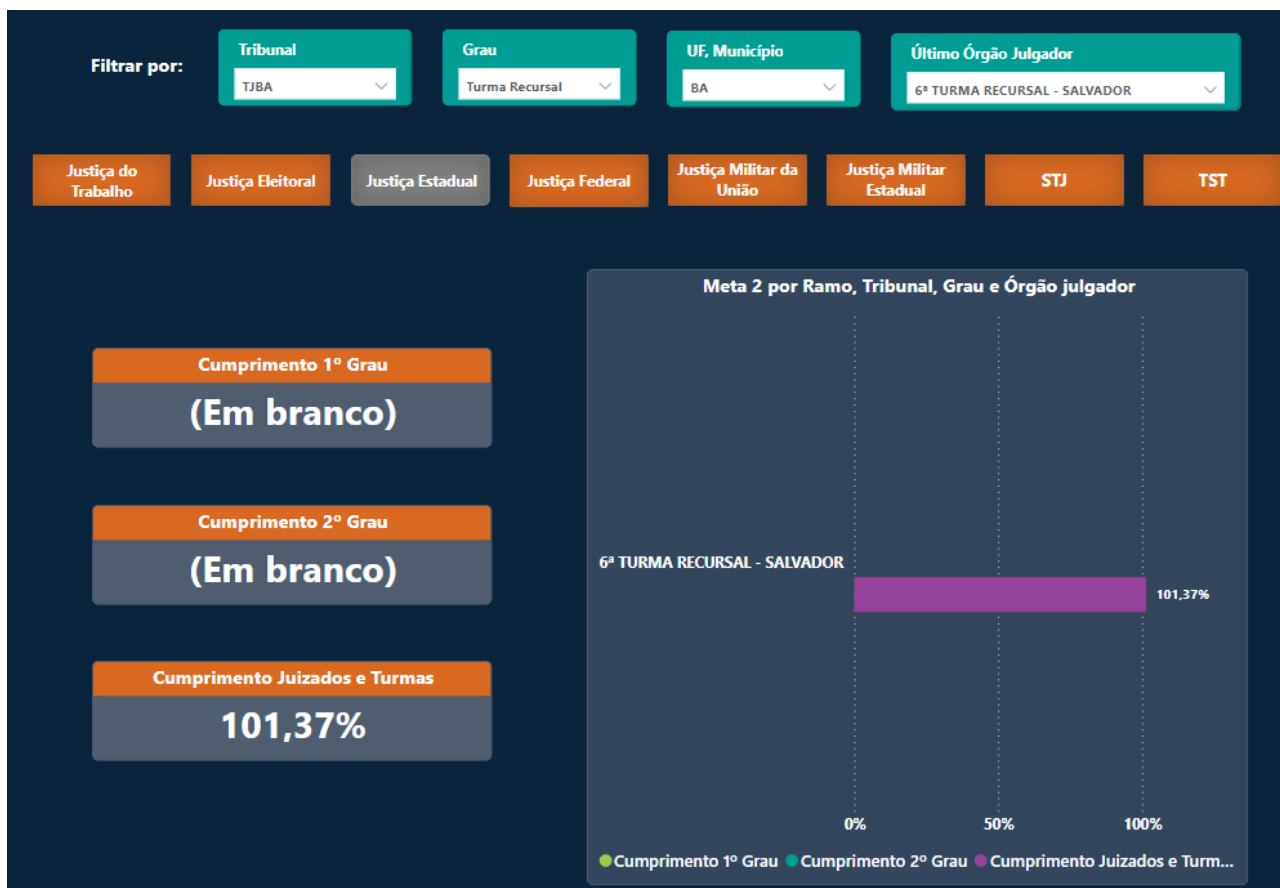 Filtrar por:
Tribunal
TJBA
Grau
Turma Recursal
UF, Município
BA
Último Órgão Julgador
6ª TURMA RECURSAL - SALVADOR
Justiça do
Trabalho
Justiça Eleitoral
Justiça Estadual
Justiça Federal
Justiça Militar da
União
Justiça Militar
Estadual
STJ
TST
Cumprimento 1º Grau
(Em branco)
Cumprimento 2º Grau
(Em branco)
Cumprimento Juizados e Turmas
101,37%
Meta 2 por Ramo, Tribunal, Grau e Órgão julgador
6ª TURMA RECURSAL - SALVADOR
101,37%
0% 50% 100%
Cumprimento 1º Grau Cumprimento 2º Grau Cumprimento Juizados e Turm...